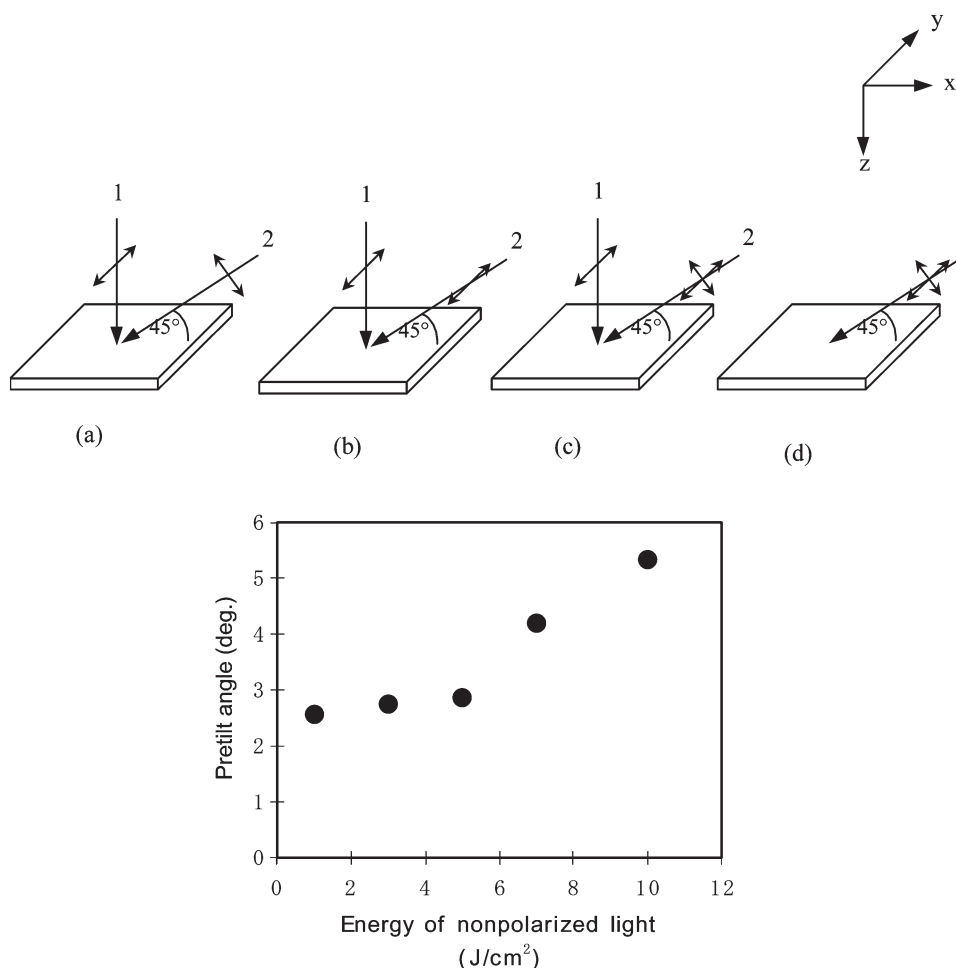 y
x
z
1
2
45°
(a)
1
2
45°
(b)
1
2
45°
(c)
45°
(d)
6
5
4
3
2
1
0
Pretilt angle (deg.)
0 2 4 6 8 10 12
Energy of nonpolarized light
(J/cm²)